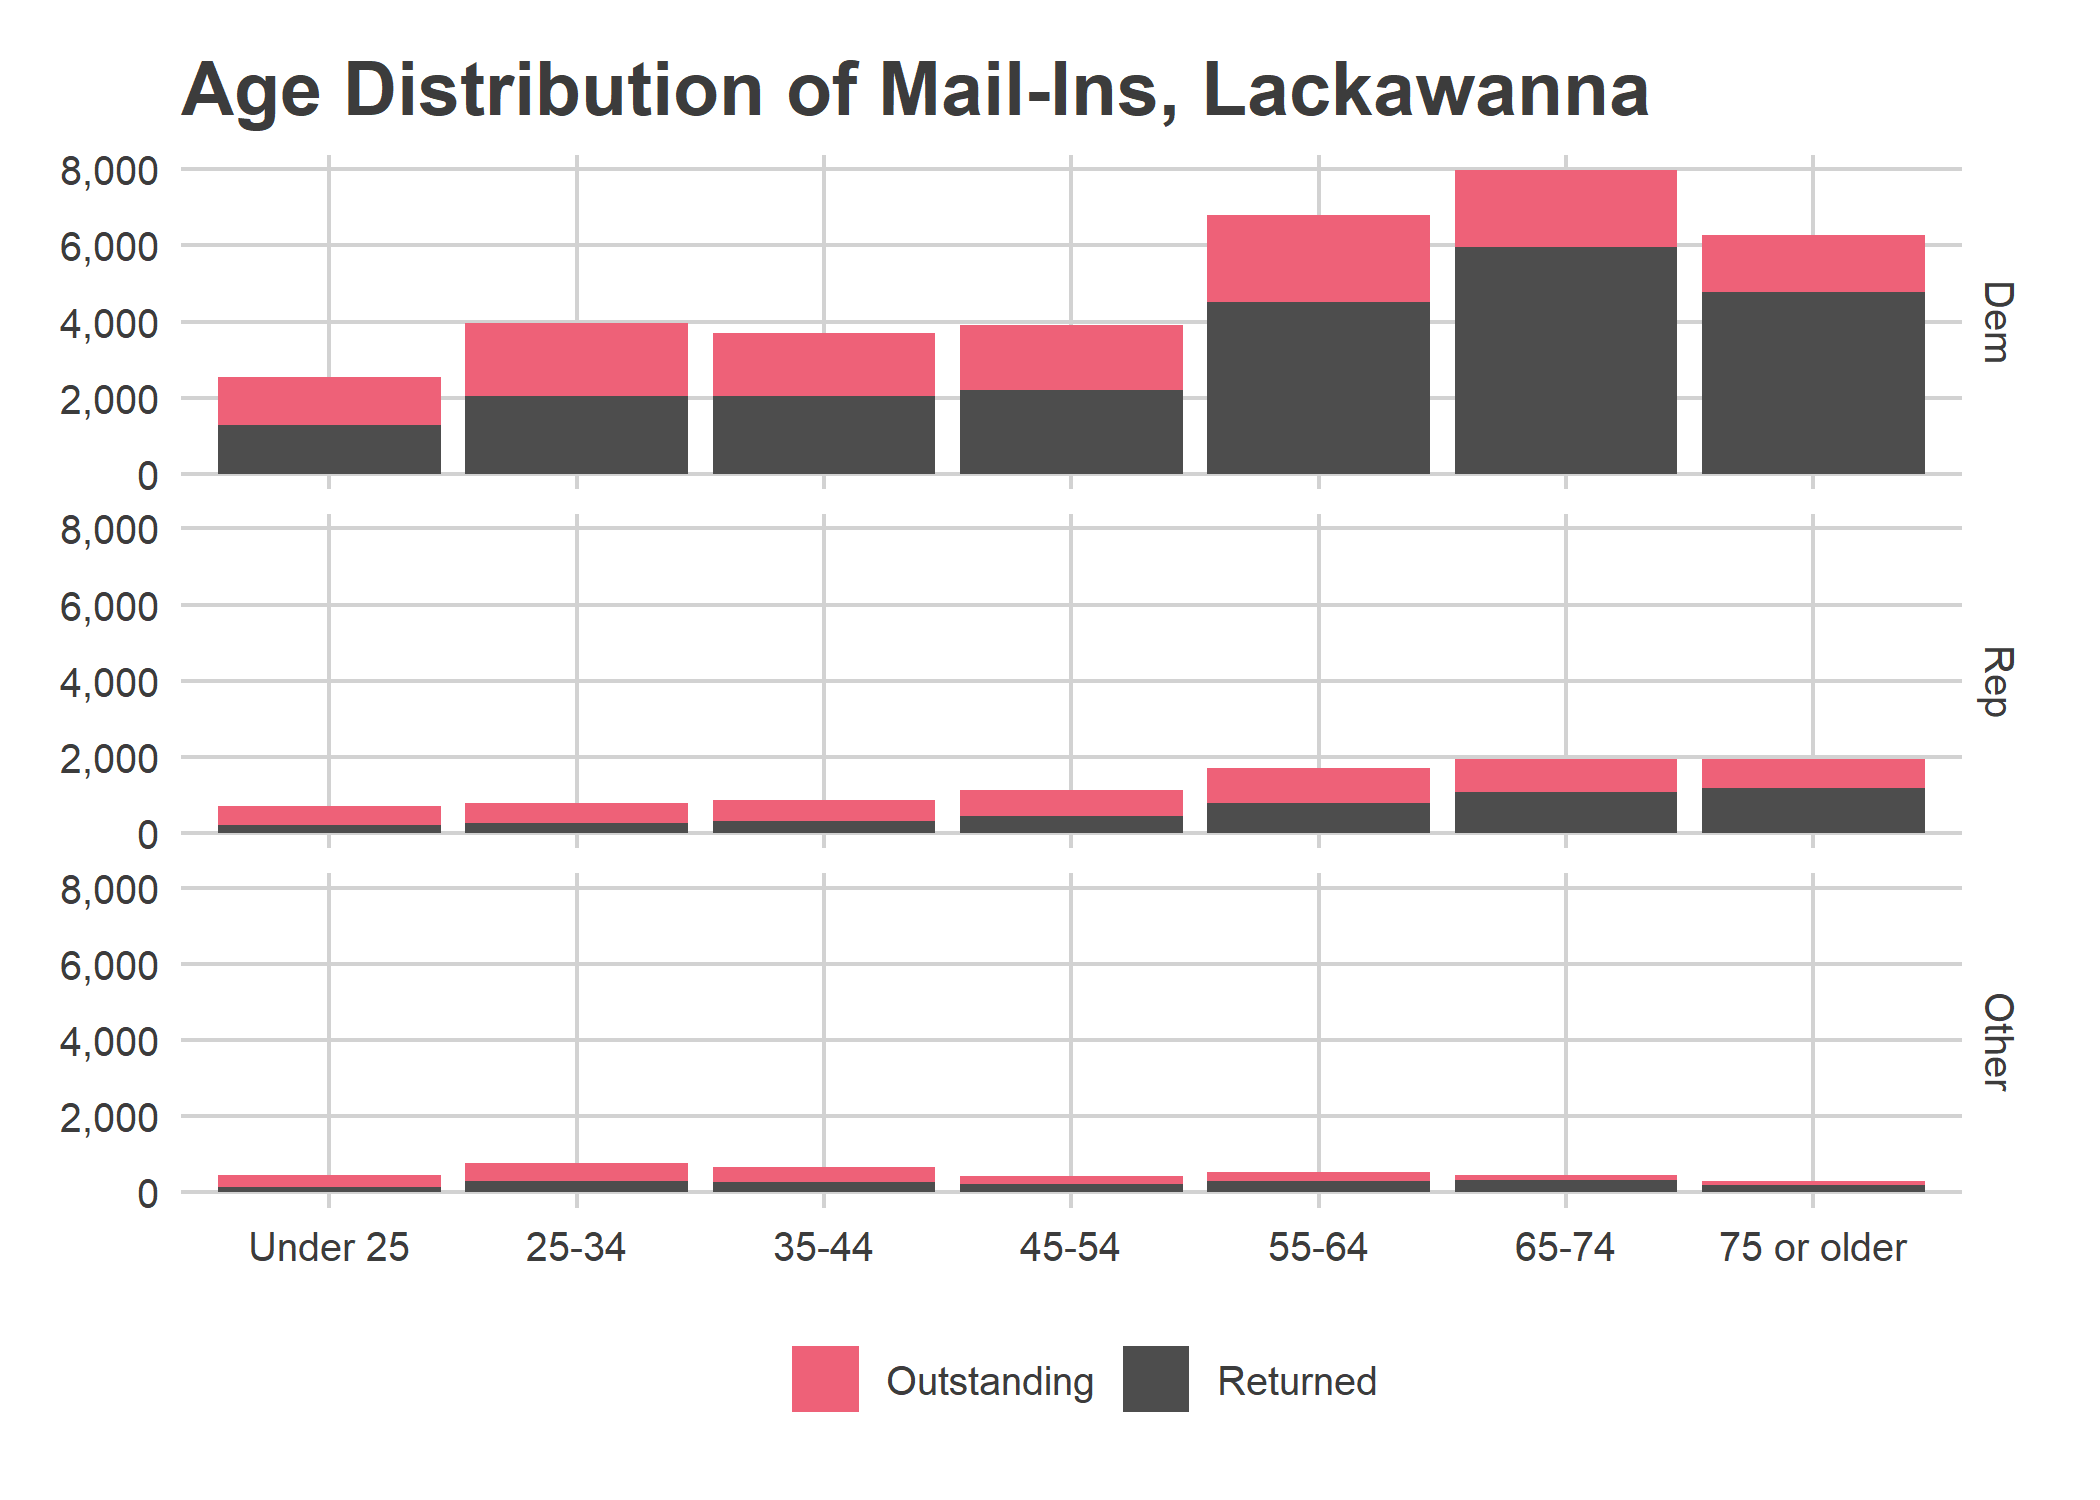 Age Distribution of Mail-Ins, Lackawanna
8,000
6,000
4,000
2,000
0
Dem
8,000
6,000
4,000
2,000
0
Rep
8,000
6,000
4,000
2,000
0
Other
Under 25 25-34 35-44 45-54 55-64 65-74 75 or older
Outstanding Returned